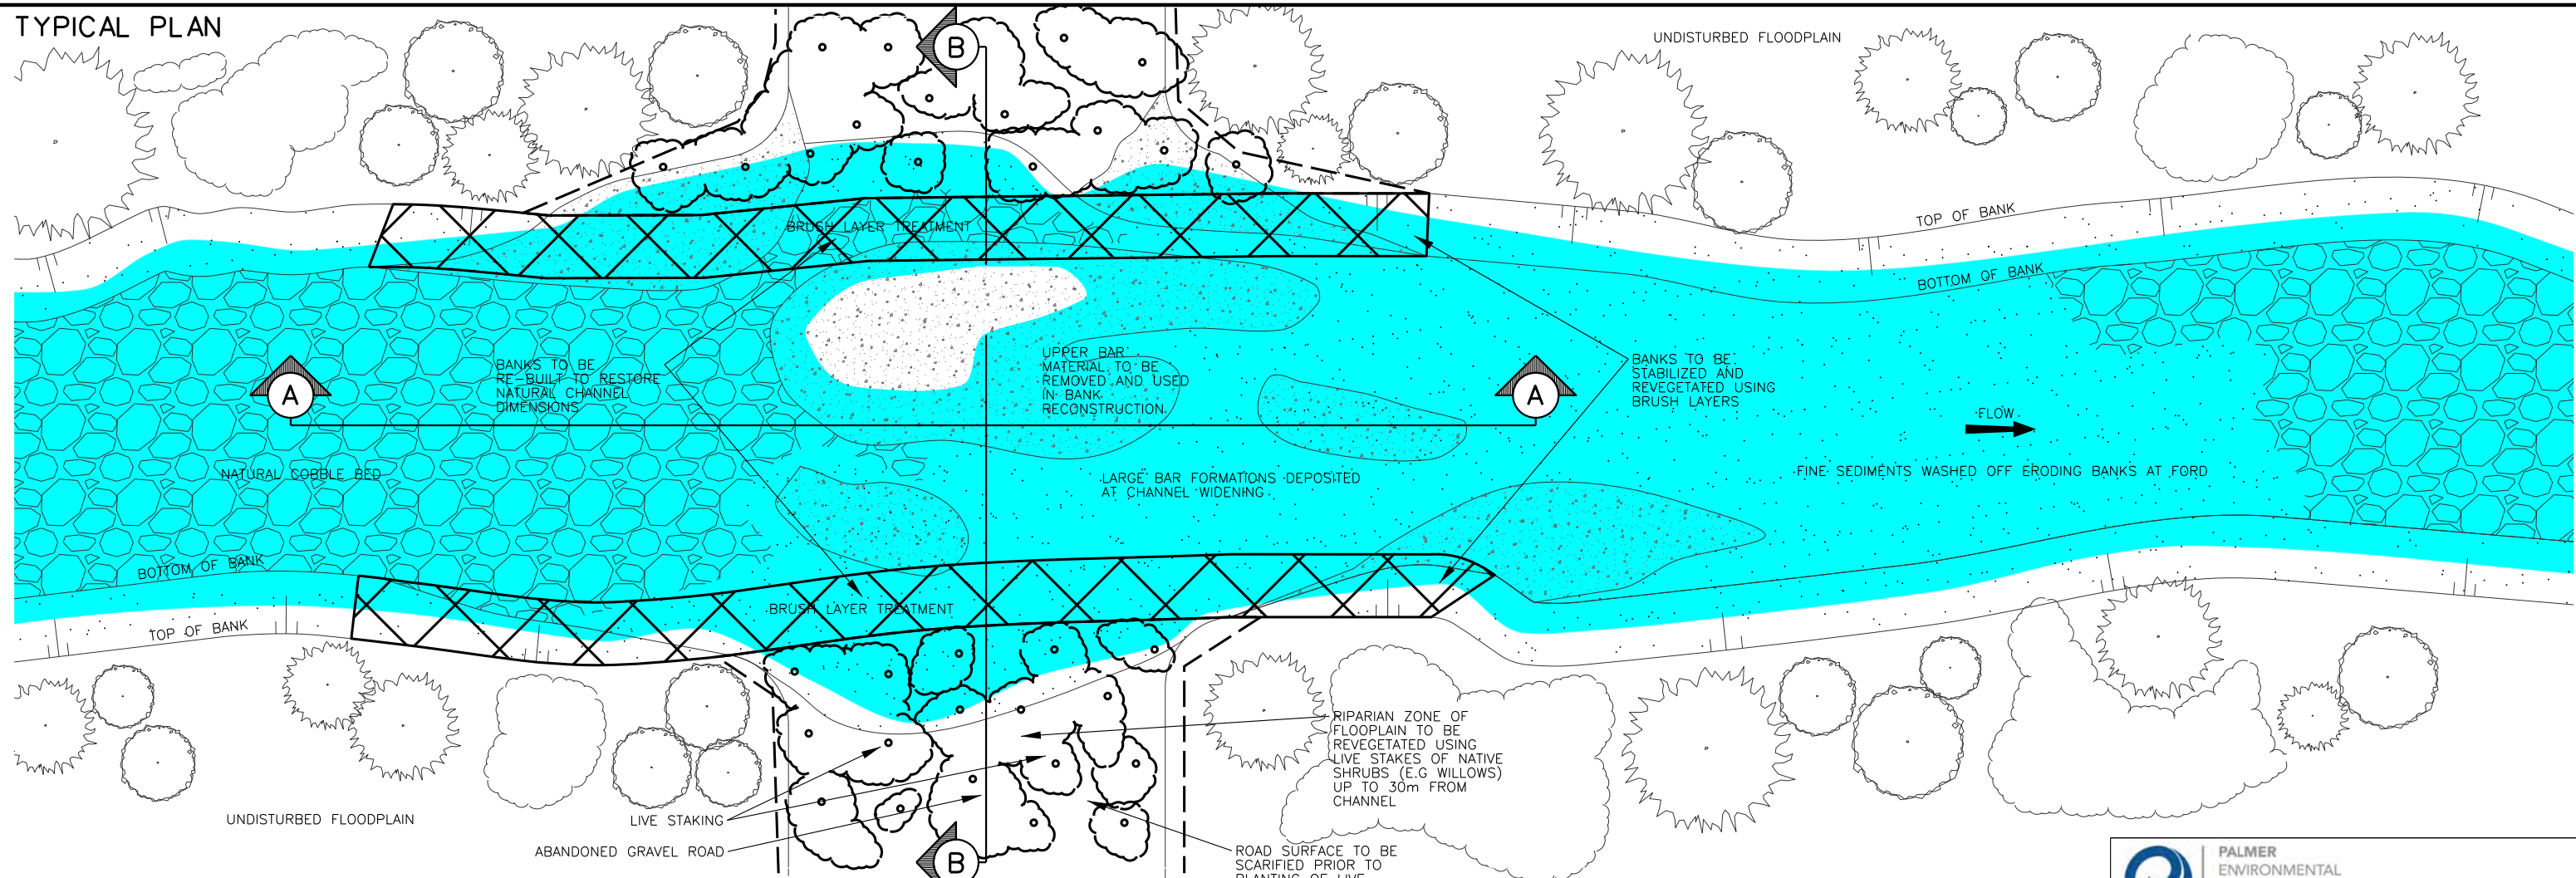 TYPICAL PLAN
B
UNDISTURBED FLOODPLAIN
TOP OF BANK
BRUSH LAYER TREATMENT
BOTTOM OF BANK
BANKS TO BE
RE-BUILT TO RESTORE
NATURAL CHANNEL
DIMENSIONS
UPPER BAR
MATERIAL TO BE
REMOVED AND USED
IN BANK
RECONSTRUCTION
BANKS TO BE
STABILIZED AND
REVEGETATED USING
BRUSH LAYERS
A
A
FLOW
NATURAL COBBLE BED
LARGE BAR FORMATIONS DEPOSITED
AT CHANNEL WIDENING
FINE SEDIMENTS WASHED OFF ERODING BANKS AT FORD
BOTTOM OF BANK
BRUSH LAYER TREATMENT
TOP OF BANK
RIPARIAN ZONE OF
FLOOPLAIN TO BE
REVEGETATED USING
LIVE STAKES OF NATIVE
SHRUBS (E.G WILLOWS)
UP TO 30m FROM
CHANNEL
UNDISTURBED FLOODPLAIN
LIVE STAKING
ABANDONED GRAVEL ROAD
B
ROAD SURFACE TO BE
SCARIFIED PRIOR TO
PLANTING OF LIVE
PALMER
ENVIRONMENTAL